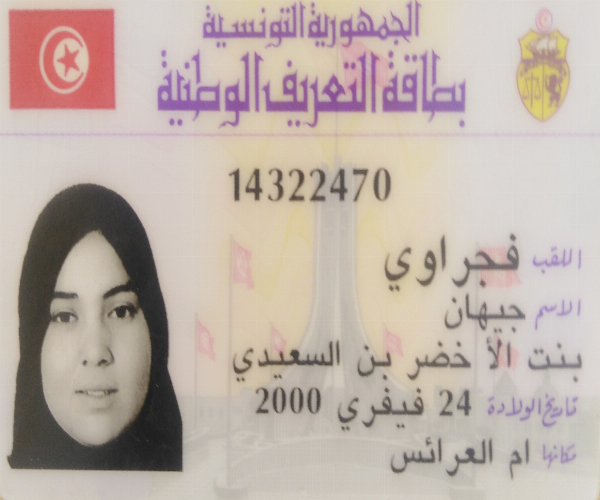 الجمهورية التونسية
بطاقة التعريف الوطنية
14322470
اللقب فجراوي
الاسم جيهان
بنت الأخضر بن السعيدي
تاريخ الولادة 24 فيفري 2000
مكانها ام العرائس